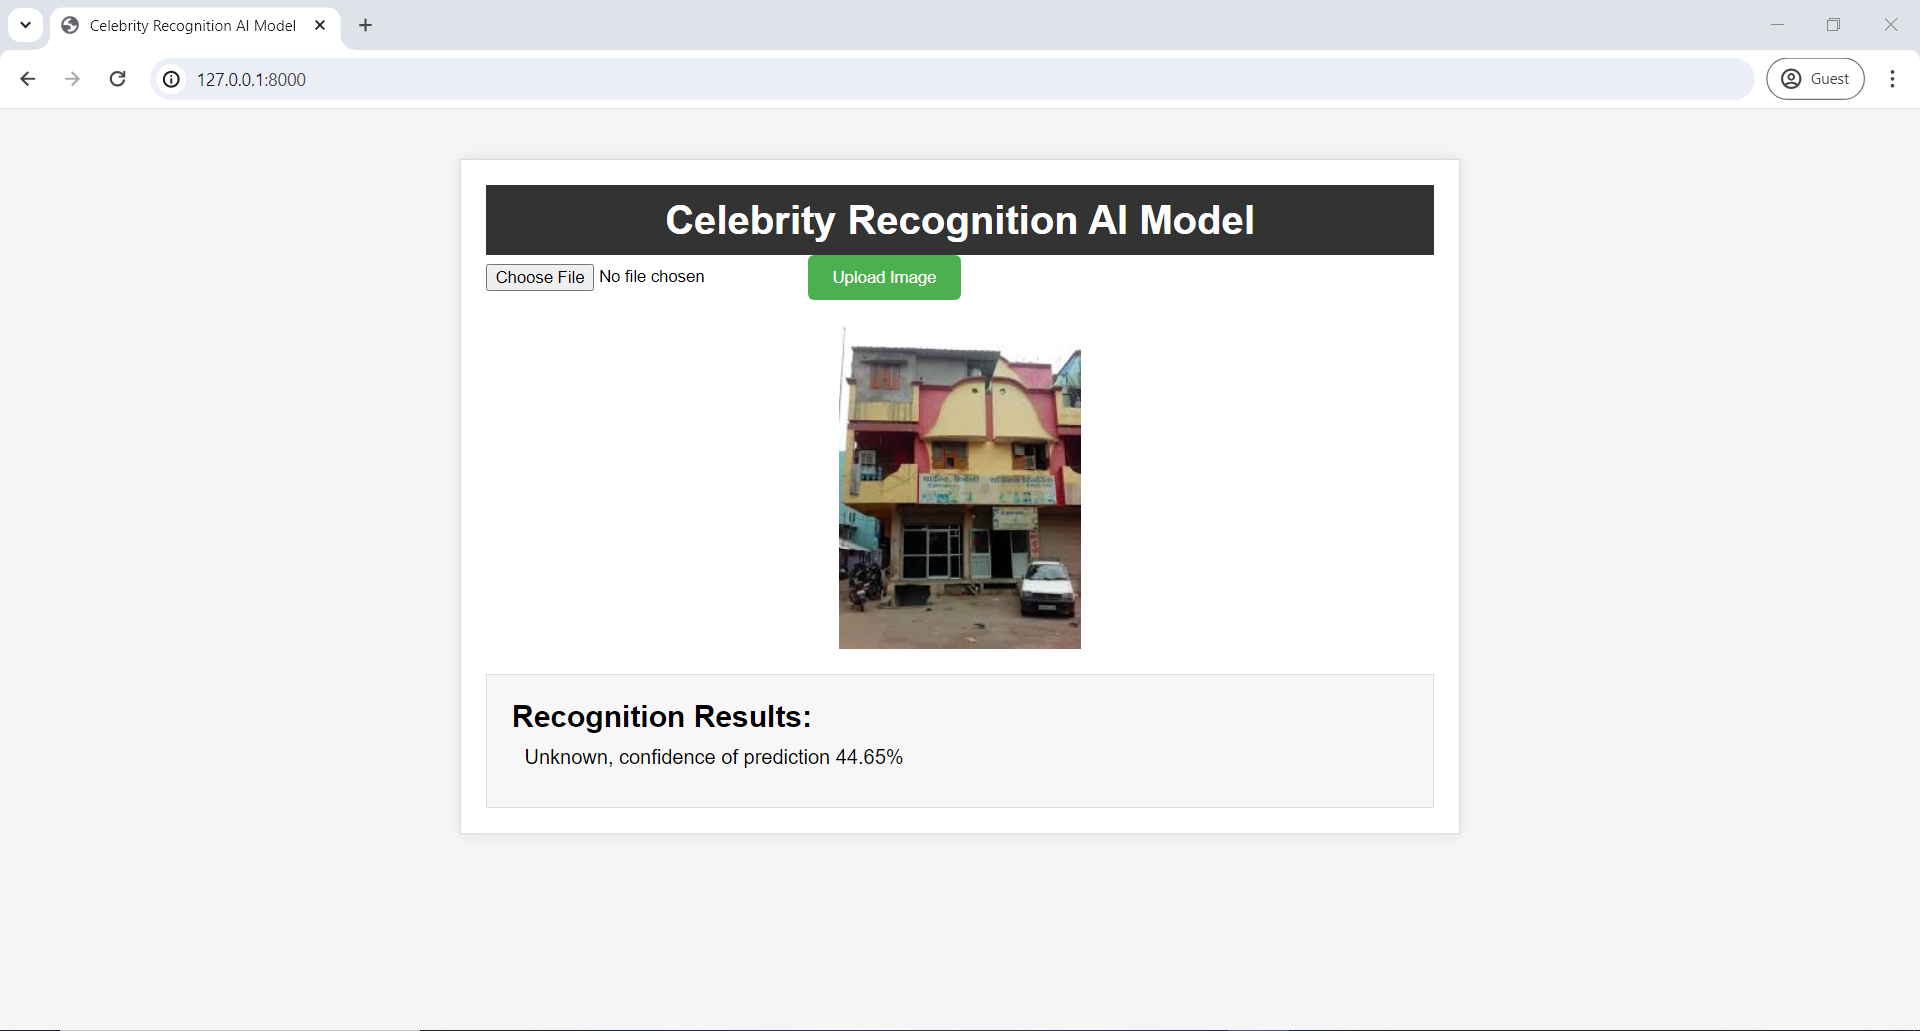 Celebrity Recognition AI Model
127.0.0.1:8000
Guest
Celebrity Recognition AI Model
Choose File No file chosen
Upload Image
Recognition Results:
Unknown, confidence of prediction 44.65%